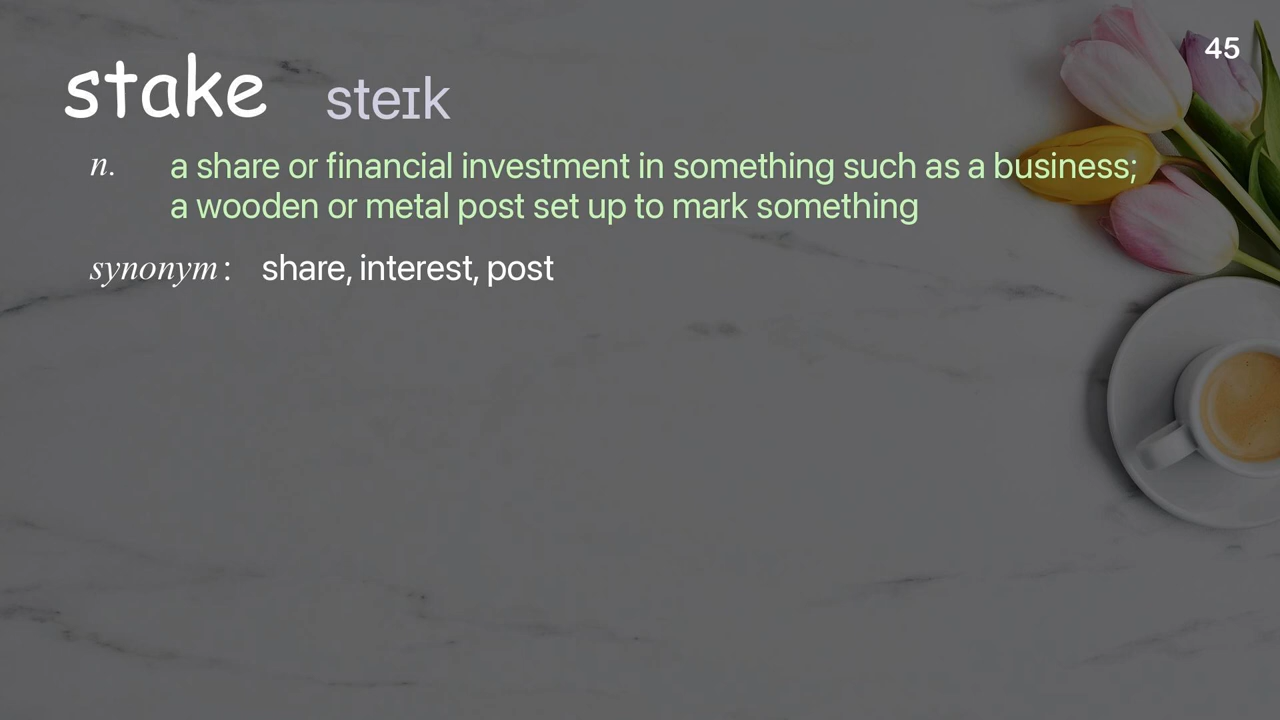 45
stake steɪk
n. a share or financial investment in something such as a business;
a wooden or metal post set up to mark something
synonym: share, interest, post